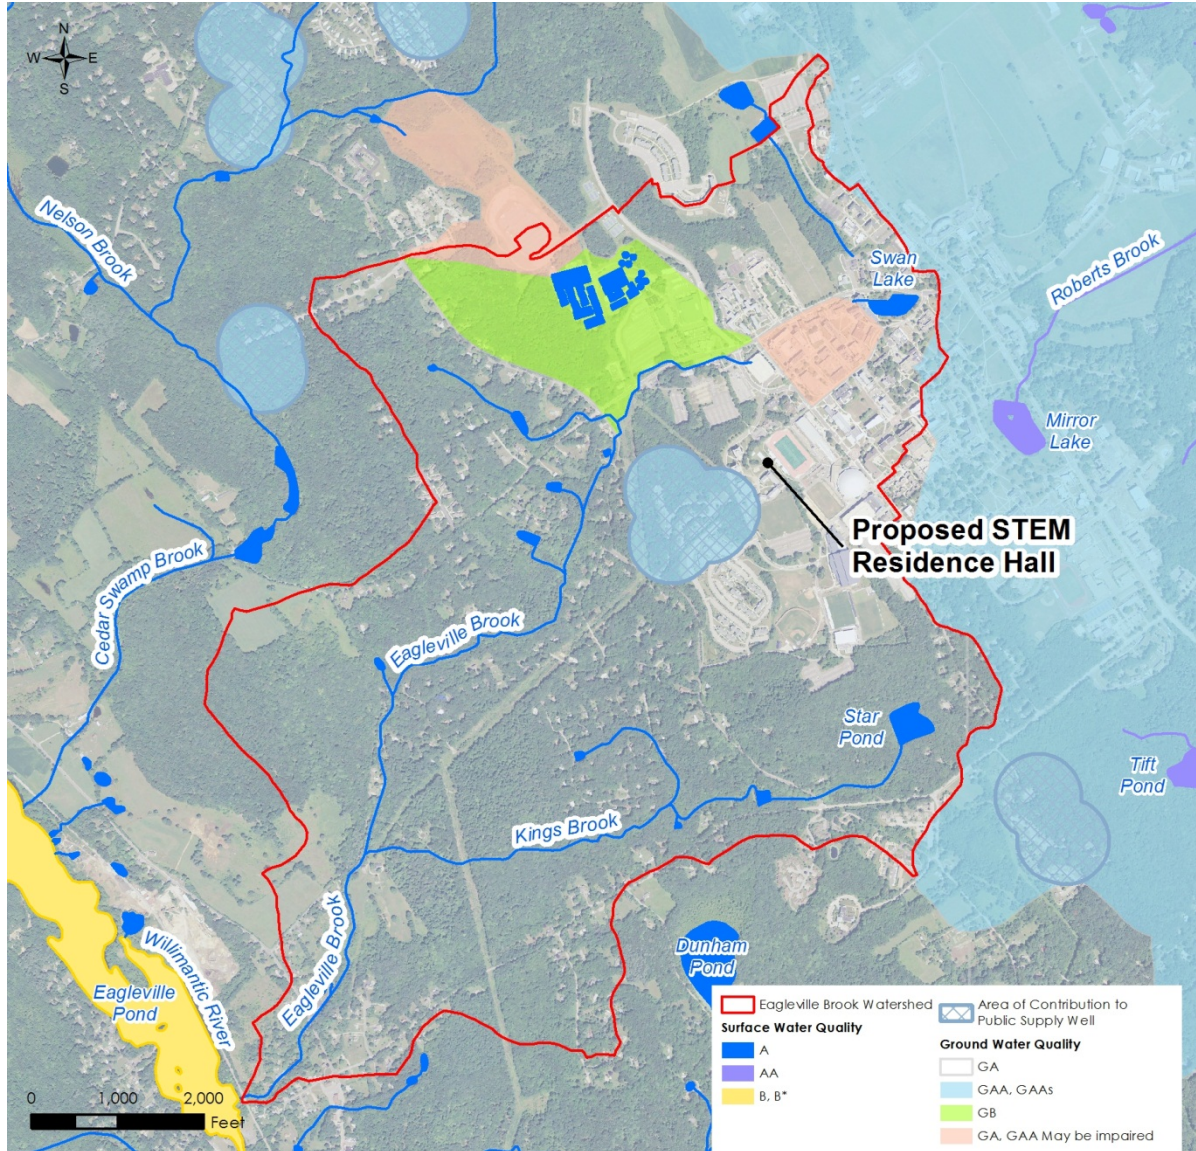 N
W E
S
Nelson Brook
Swan
Lake
Roberts Brook
Mirror
Lake
Proposed STEM
Residence Hall
Cedar Swamp Brook
Eagleville Brook
Star
Pond
Tift
Pond
Kings Brook
Dunham
Pond
Eagleville Brook
Willimantic River
Eagleville
Pond
0 1,000 2,000
Feet
Eagleville Brook Watershed
Surface Water Quality
A
AA
B, B*
Area of Contribution to
Public Supply Well
Ground Water Quality
GA
GAA, GAAs
GB
GA, GAA May be impaired